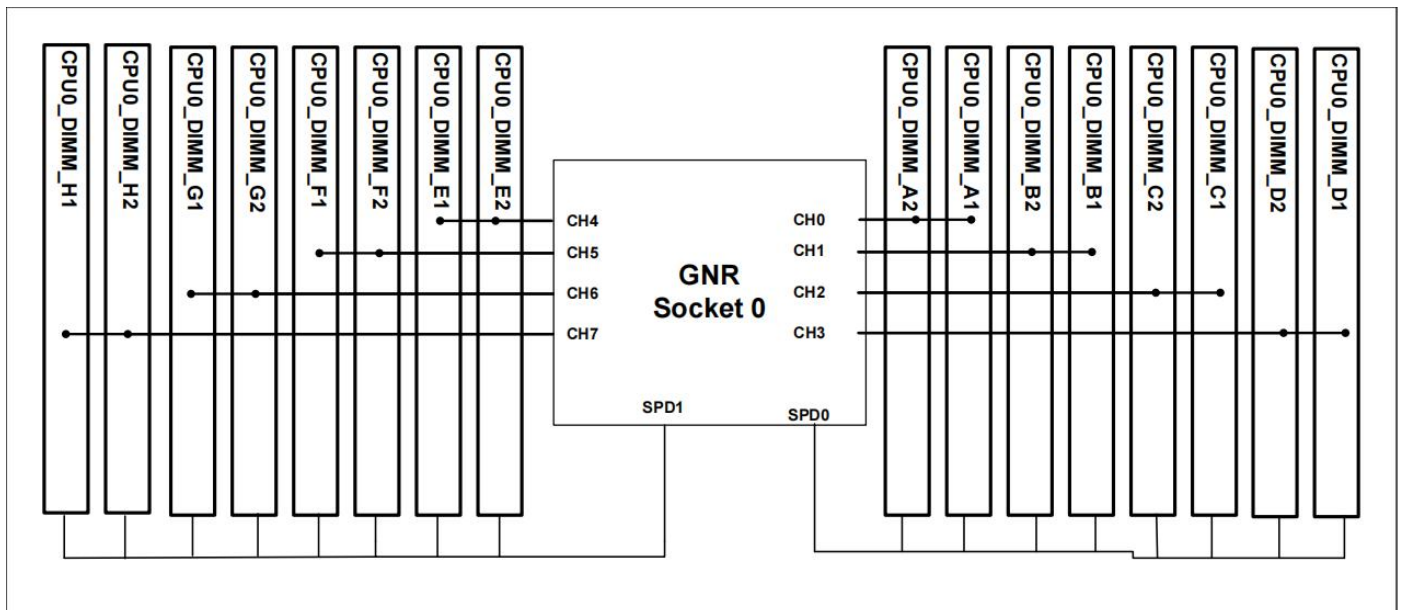 CPU0_DIMM_H1
CPU0_DIMM_H2
CPU0_DIMM_G1
CPU0_DIMM_G2
CPU0_DIMM_F1
CPU0_DIMM_F2
CPU0_DIMM_E1
CPU0_DIMM_E2
CPU0_DIMM_A2
CPU0_DIMM_A1
CPU0_DIMM_B2
CPU0_DIMM_B1
CPU0_DIMM_C2
CPU0_DIMM_C1
CPU0_DIMM_D2
CPU0_DIMM_D1
CH4
CH5
CH6
CH7
GNR
Socket 0
CH0
CH1
CH2
CH3
SPD1
SPD0